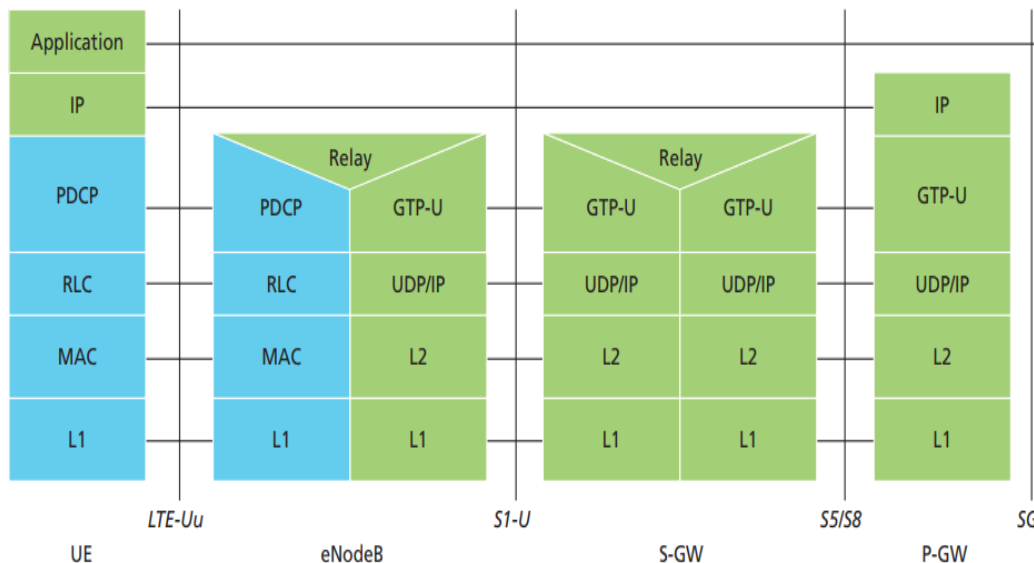 Application
IP IP
Relay Relay
PDCP PDCP GTP-U GTP-U GTP-U GTP-U
RLC RLC UDP/IP UDP/IP UDP/IP UDP/IP
MAC MAC L2 L2 L2 L2
L1 L1 L1 L1 L1 L1
LTE-Uu S1-U S5/S8 SG
UE eNodeB S-GW P-GW